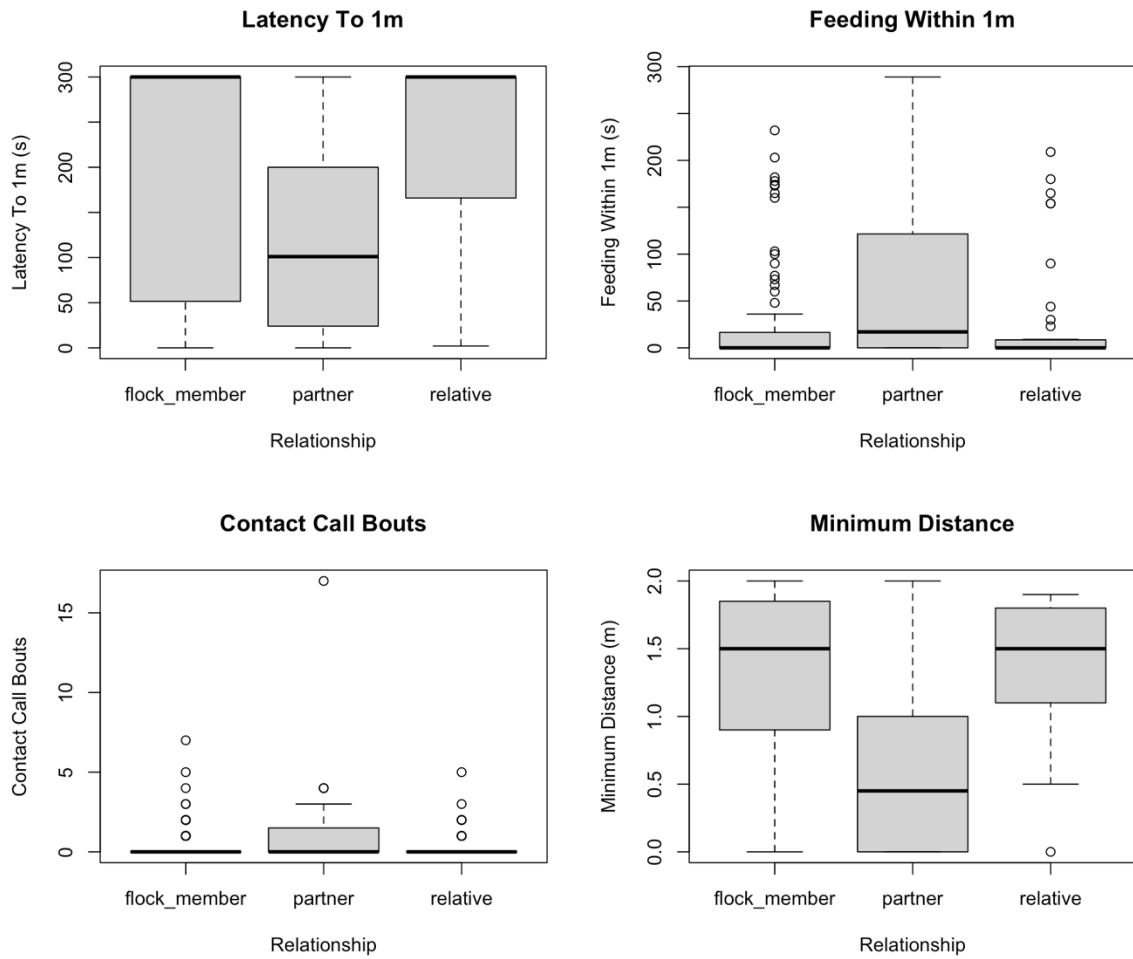 Latency To 1m
Latency To 1m (s)
300
200
100
50
0
flock_member partner relative
Relationship
Feeding Within 1m
Feeding Within 1m (s)
300
200
100
50
0
flock_member partner relative
Relationship
Contact Call Bouts
Contact Call Bouts
15
10
5
0
flock_member partner relative
Relationship
Minimum Distance
Minimum Distance (m)
2.0
1.5
1.0
0.5
0.0
flock_member partner relative
Relationship